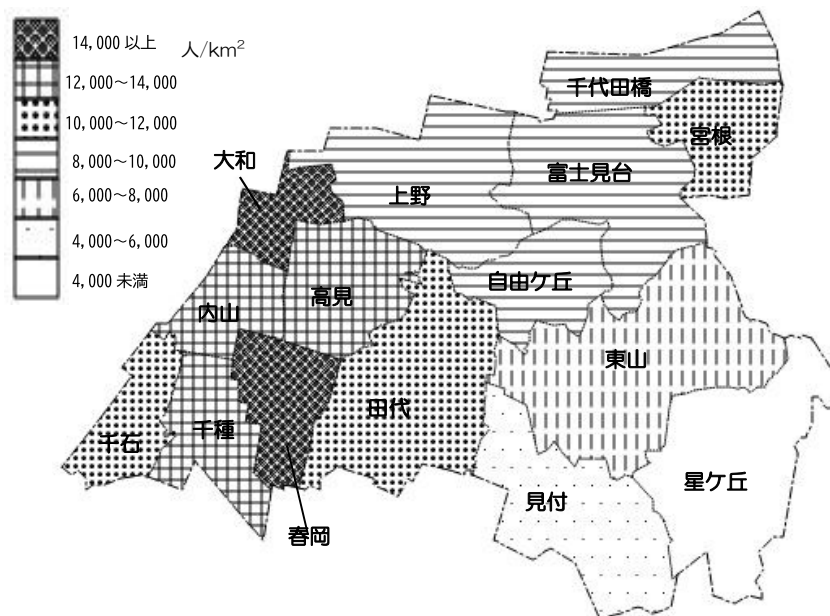 14,000 以上
人/km²
12,000～14,000
10,000～12,000
8,000～10,000
6,000～8,000
4,000～6,000
4,000 未満
千代田橋
宮根
大和
富士見台
上野
自由ケ丘
高見
内山
東山
田代
千種
千石
星ケ丘
見付
春岡